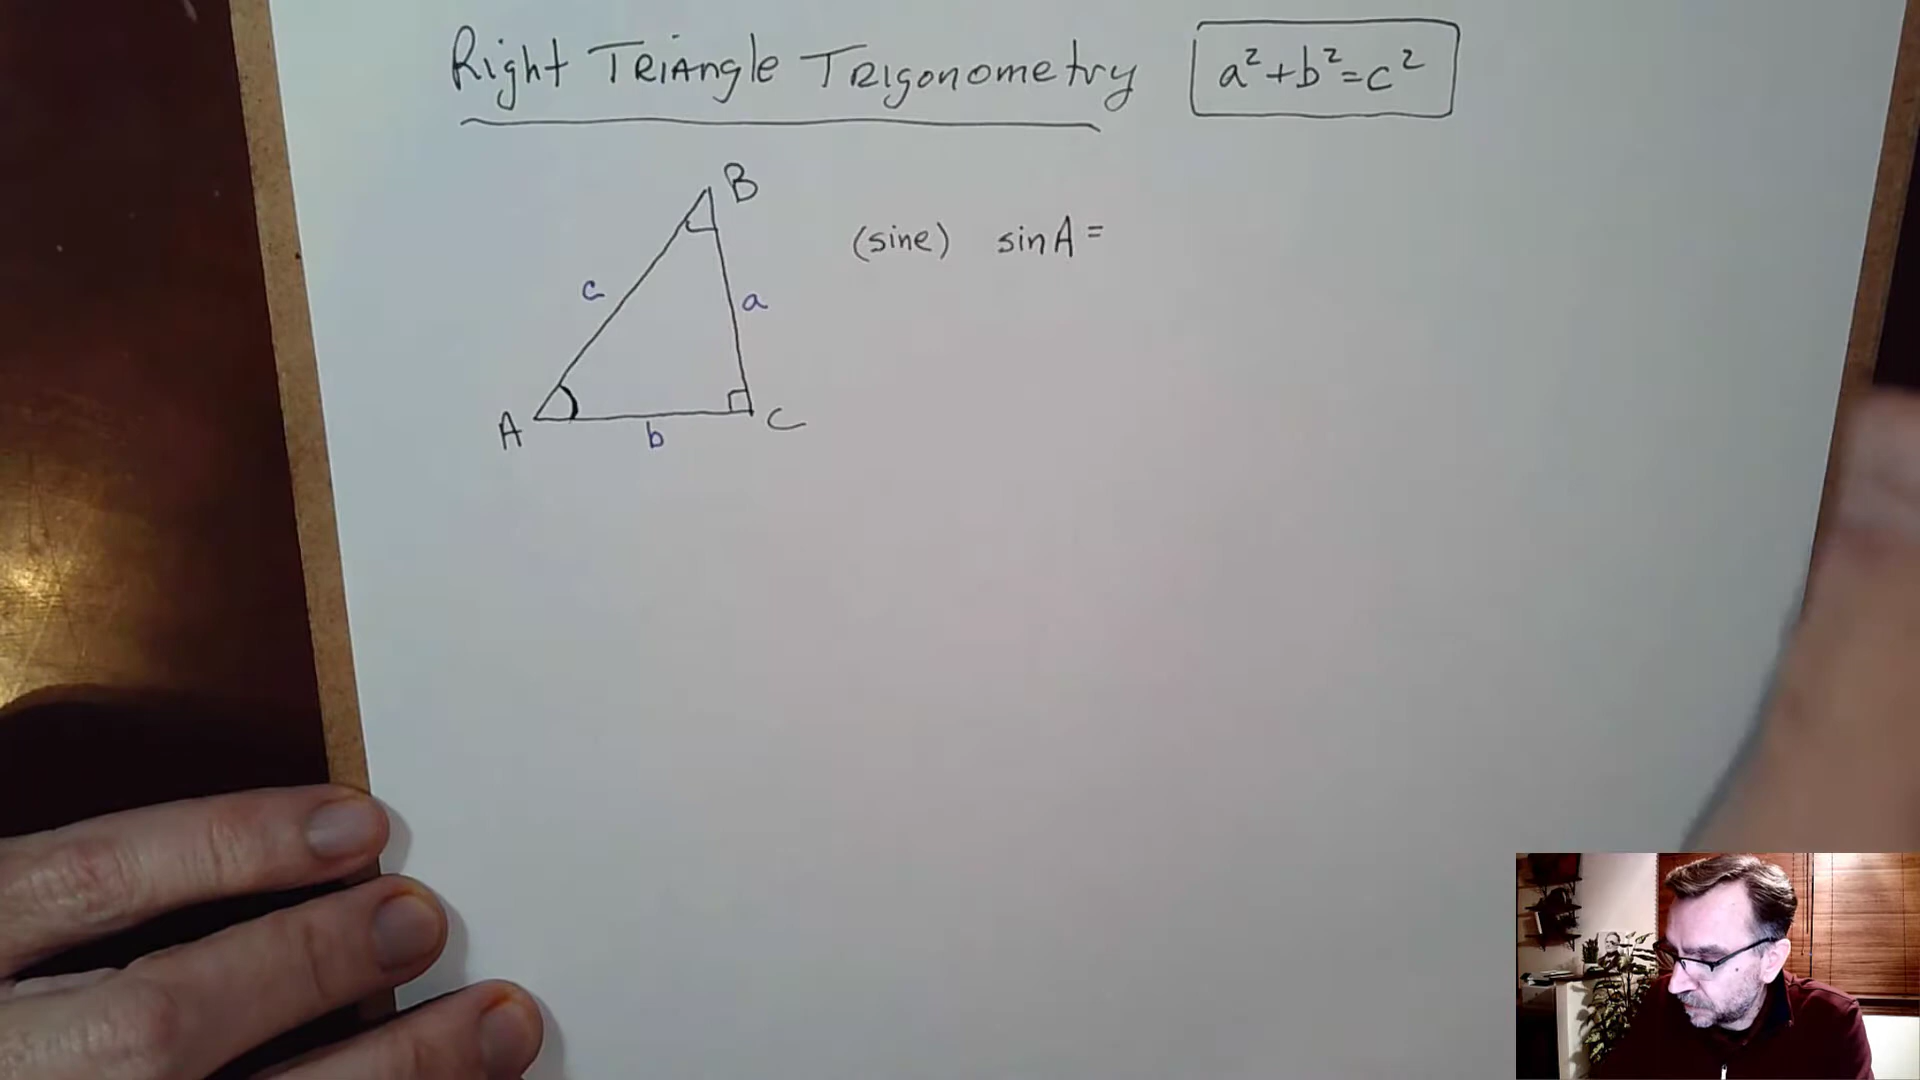 Right Triangle Trigonometry
a²+b²=c²
B
(sine) sin A =
c
a
A
b
C